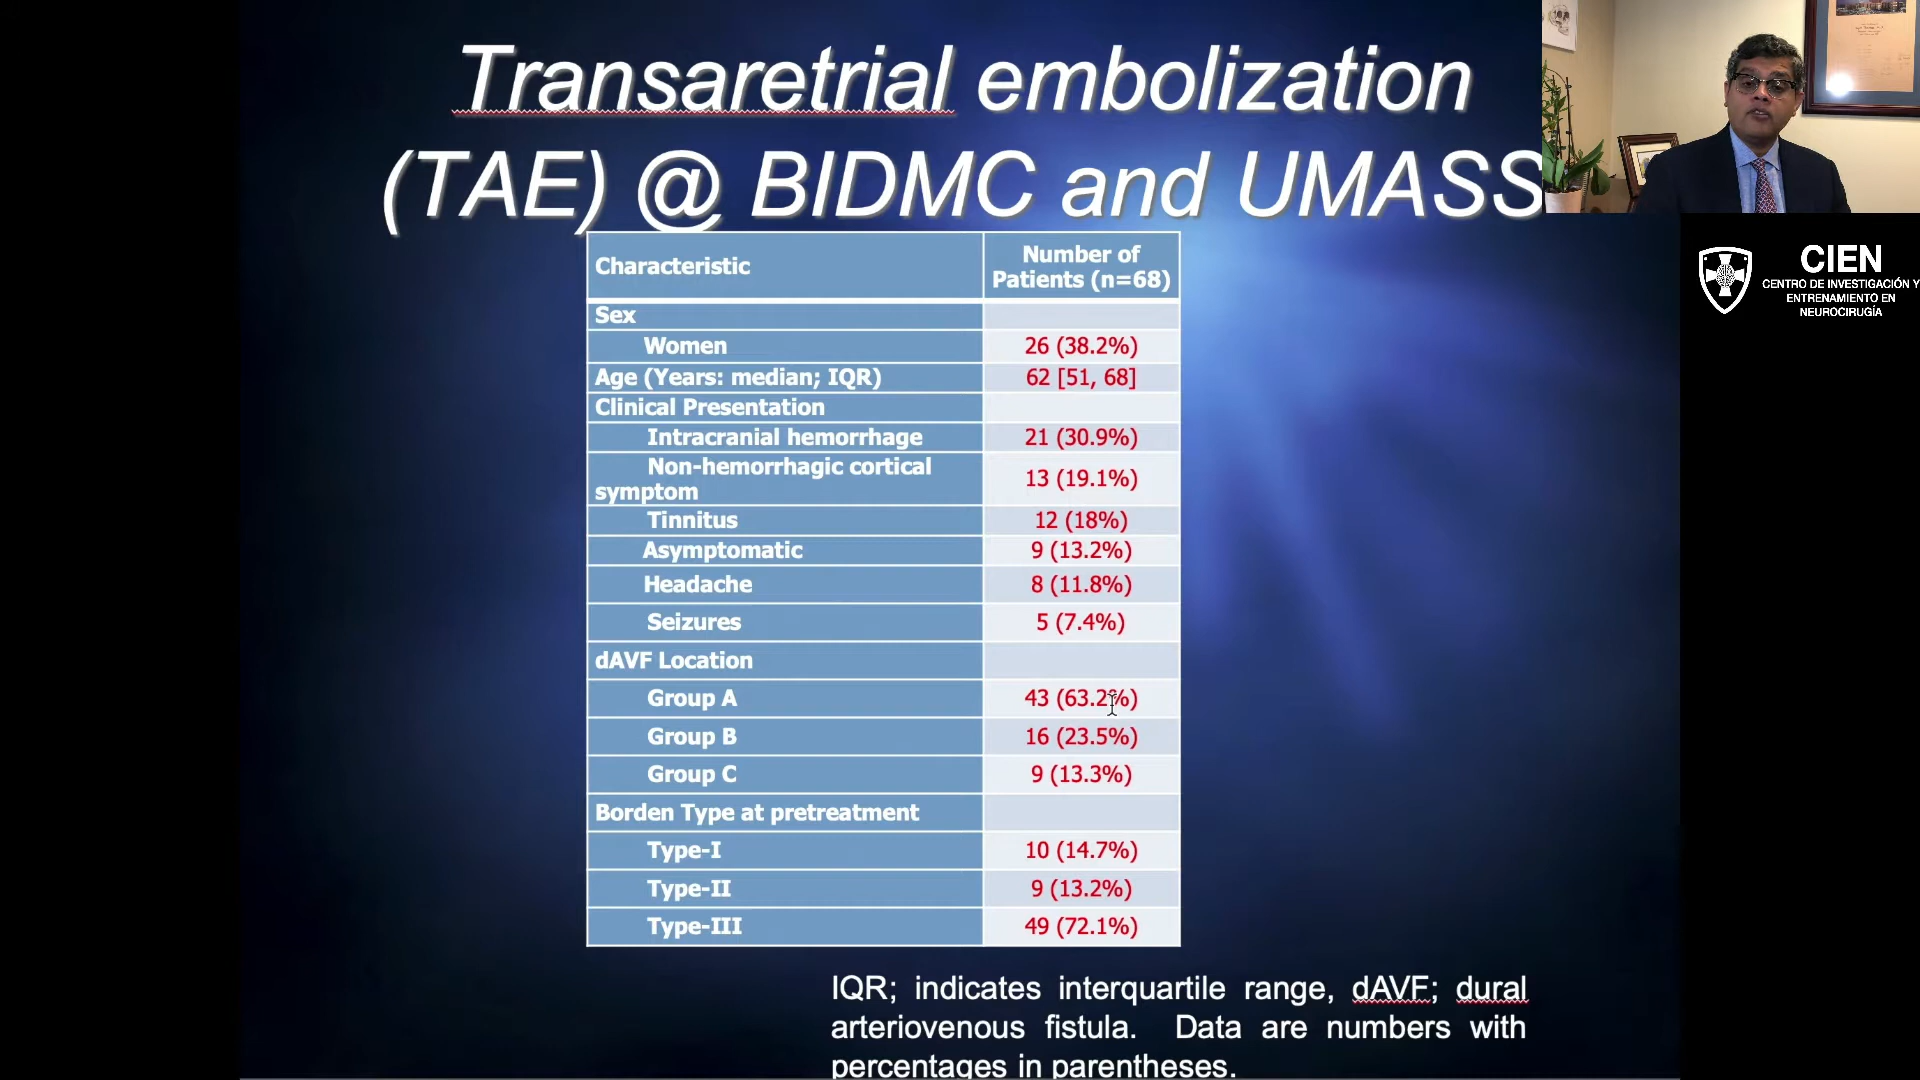 Transaretrial embolization
(TAE) @ BIDMC and UMASS
Characteristic
Number of
Patients (n=68)
Sex
Women
26 (38.2%)
Age (Years: median; IQR)
62 [51, 68]
Clinical Presentation
Intracranial hemorrhage
21 (30.9%)
Non-hemorrhagic cortical
symptom
13 (19.1%)
Tinnitus
12 (18%)
Asymptomatic
9 (13.2%)
Headache
8 (11.8%)
Seizures
5 (7.4%)
dAVF Location
Group A
43 (63.2%)
Group B
16 (23.5%)
Group C
9 (13.3%)
Borden Type at pretreatment
Type-I
10 (14.7%)
Type-II
9 (13.2%)
Type-III
49 (72.1%)
IQR; indicates interquartile range, dAVF; dural
arteriovenous fistula. Data are numbers with
percentages in parentheses.
CIEN
CENTRO DE INVESTIGACIÓN Y
ENTRENAMIENTO EN
NEUROCIRUGÍA